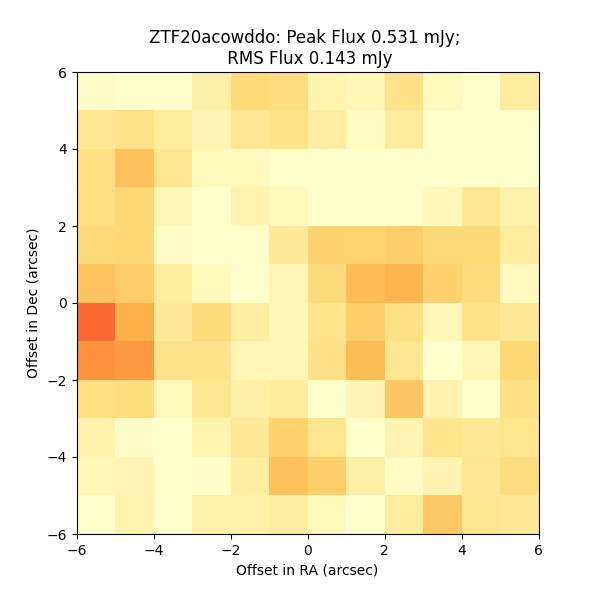 ZTF20acowddo: Peak Flux 0.531 mJy;
RMS Flux 0.143 mJy
6
4
2
0
−2
−4
−6
Offset in Dec (arcsec)
−6 −4 −2 0 2 4 6
Offset in RA (arcsec)